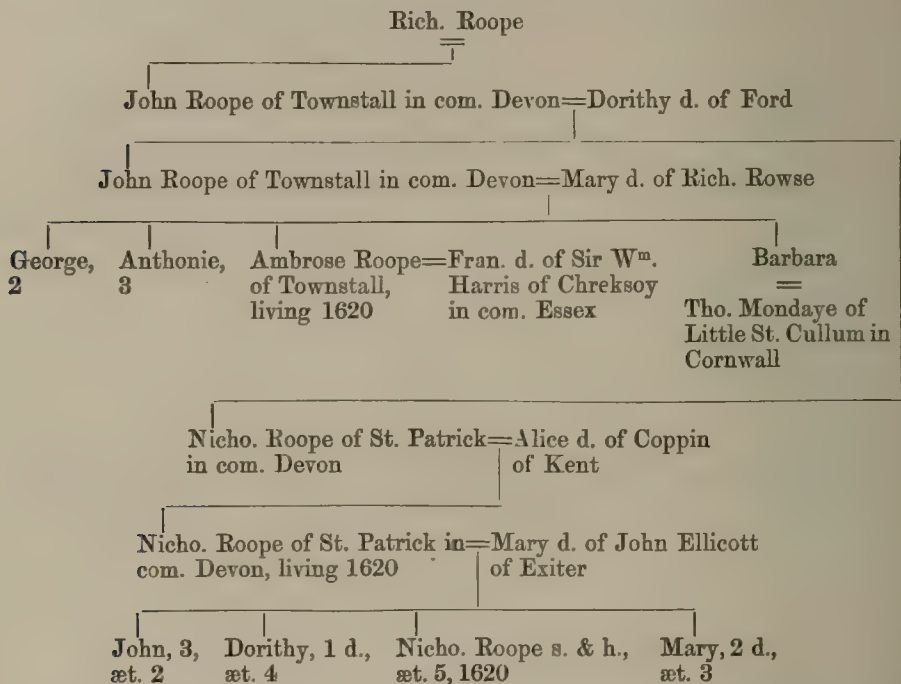 Rich. Roope
=
John Roope of Townstall in com. Devon=Dorithy d. of Ford
John Roope of Townstall in com. Devon=Mary d. of Rich. Rowse
George,
2
Anthonie,
3
Ambrose Roope=Fran. d. of Sir Wᵐ.
of Townstall, Harris of Chreksoy
living 1620 in com. Essex
Barbara
=
Tho. Mondaye of
Little St. Cullum in
Cornwall
Nicho. Roope of St. Patrick=Alice d. of Coppin
in com. Devon of Kent
Nicho. Roope of St. Patrick in=Mary d. of John Ellicott
com. Devon, living 1620 of Exiter
John, 3,
æt. 2
Dorithy, 1 d.,
æt. 4
Nicho. Roope s. & h.,
æt. 5, 1620
Mary, 2 d.,
æt. 3